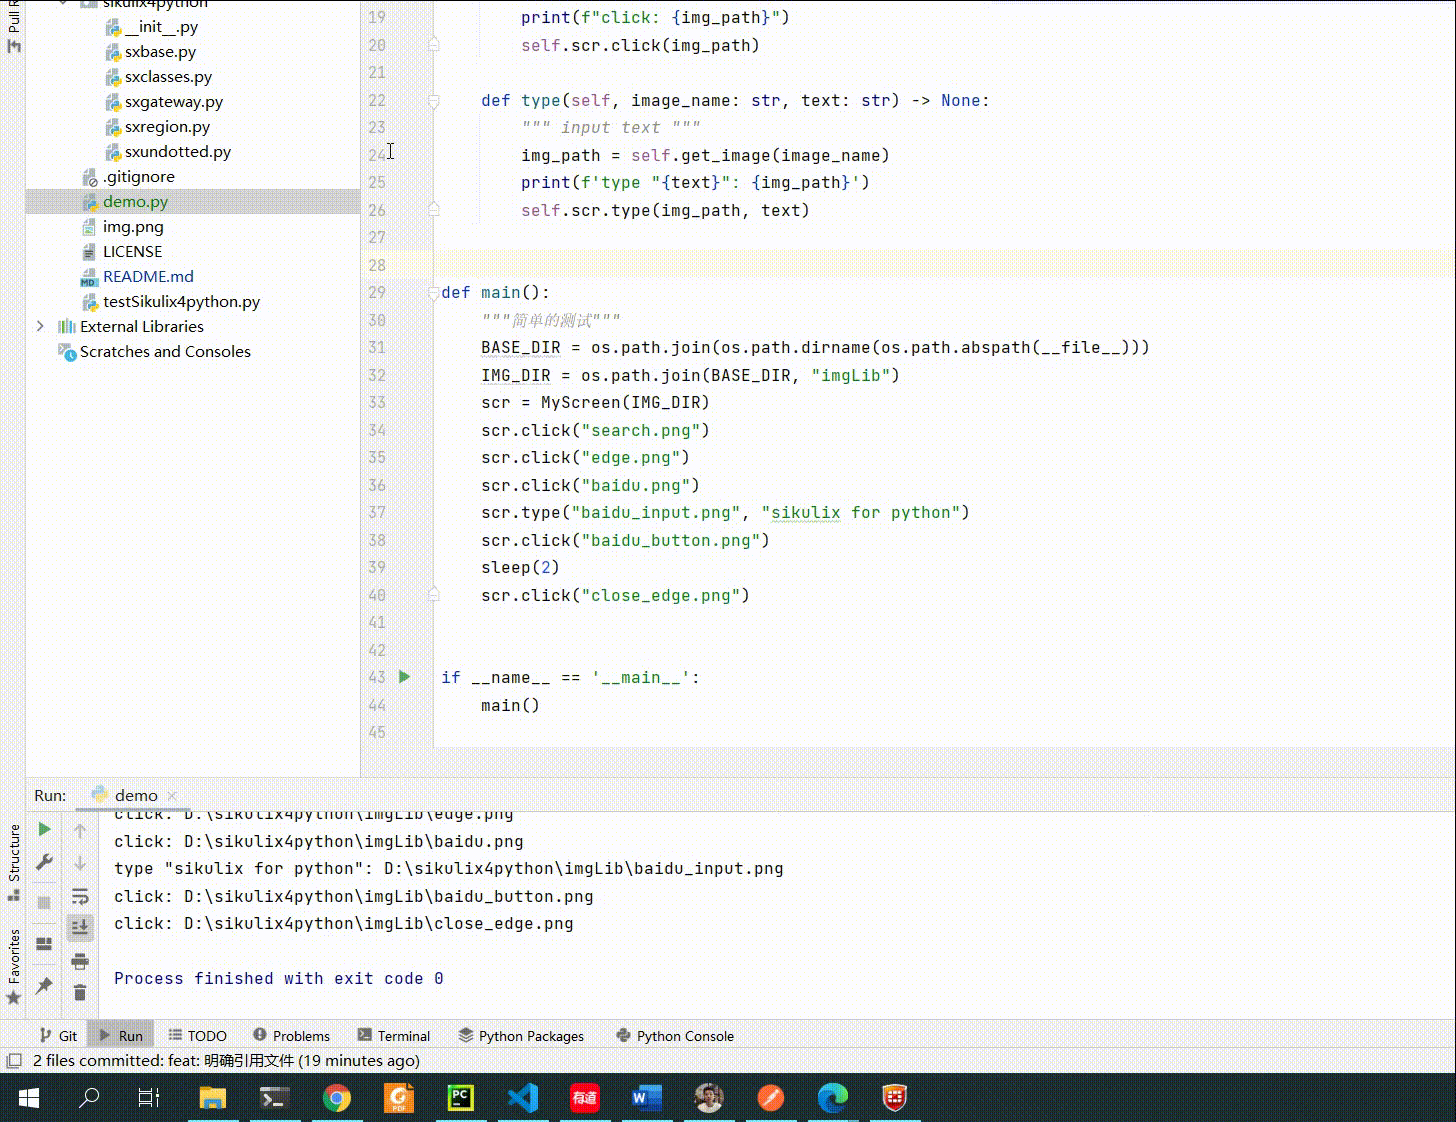 Pull R
sikulix4python
__init__.py
sxbase.py
sxclasses.py
sxgateway.py
sxregion.py
sxundotted.py
.gitignore
demo.py
img.png
LICENSE
MD README.md
testSikulix4python.py
External Libraries
Scratches and Consoles
19 print(f"click: {img_path}")
20 self.scr.click(img_path)
21
22 def type(self, image_name: str, text: str) -> None:
23 """ input text """
24 img_path = self.get_image(image_name)
25 print(f'type "{text}": {img_path}')
26 self.scr.type(img_path, text)
27
28
29 def main():
30 """简单的测试"""
31 BASE_DIR = os.path.join(os.path.dirname(os.path.abspath(__file__)))
32 IMG_DIR = os.path.join(BASE_DIR, "imgLib")
33 scr = MyScreen(IMG_DIR)
34 scr.click("search.png")
35 scr.click("edge.png")
36 scr.click("baidu.png")
37 scr.type("baidu_input.png", "sikulix for python")
38 scr.click("baidu_button.png")
39 sleep(2)
40 scr.click("close_edge.png")
41
42
43 if __name__ == '__main__':
44 main()
45
Run: demo
click: D:\sikulix4python\imgLib\edge.png
click: D:\sikulix4python\imgLib\baidu.png
type "sikulix for python": D:\sikulix4python\imgLib\baidu_input.png
click: D:\sikulix4python\imgLib\baidu_button.png
click: D:\sikulix4python\imgLib\close_edge.png
Process finished with exit code 0
Structure
Favorites
Git Run TODO Problems Terminal Python Packages Python Console
2 files committed: feat: 明确引用文件 (19 minutes ago)
PDF PC 有道 W